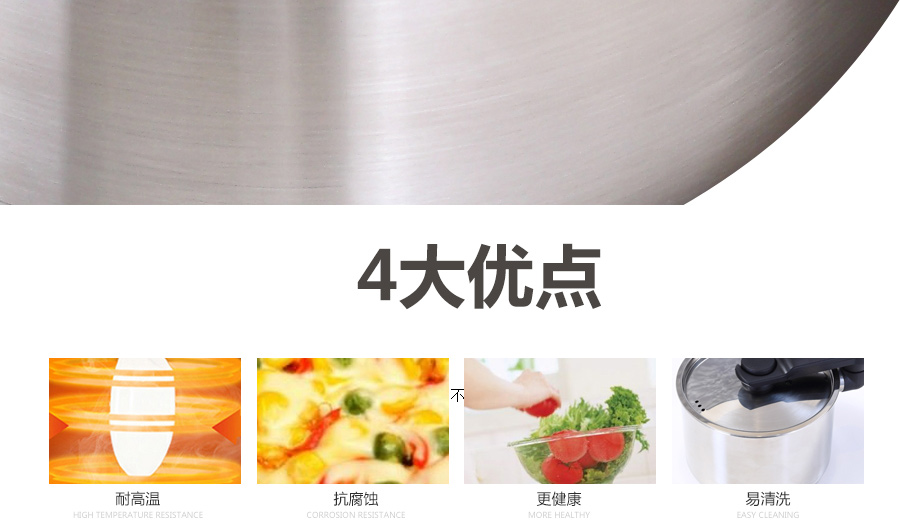 4大优点
不
耐高温
HIGH TEMPERATURE RESISTANCE
抗腐蚀
CORROSION RESISTANCE
更健康
MORE HEALTHY
易清洗
EASY CLEANING